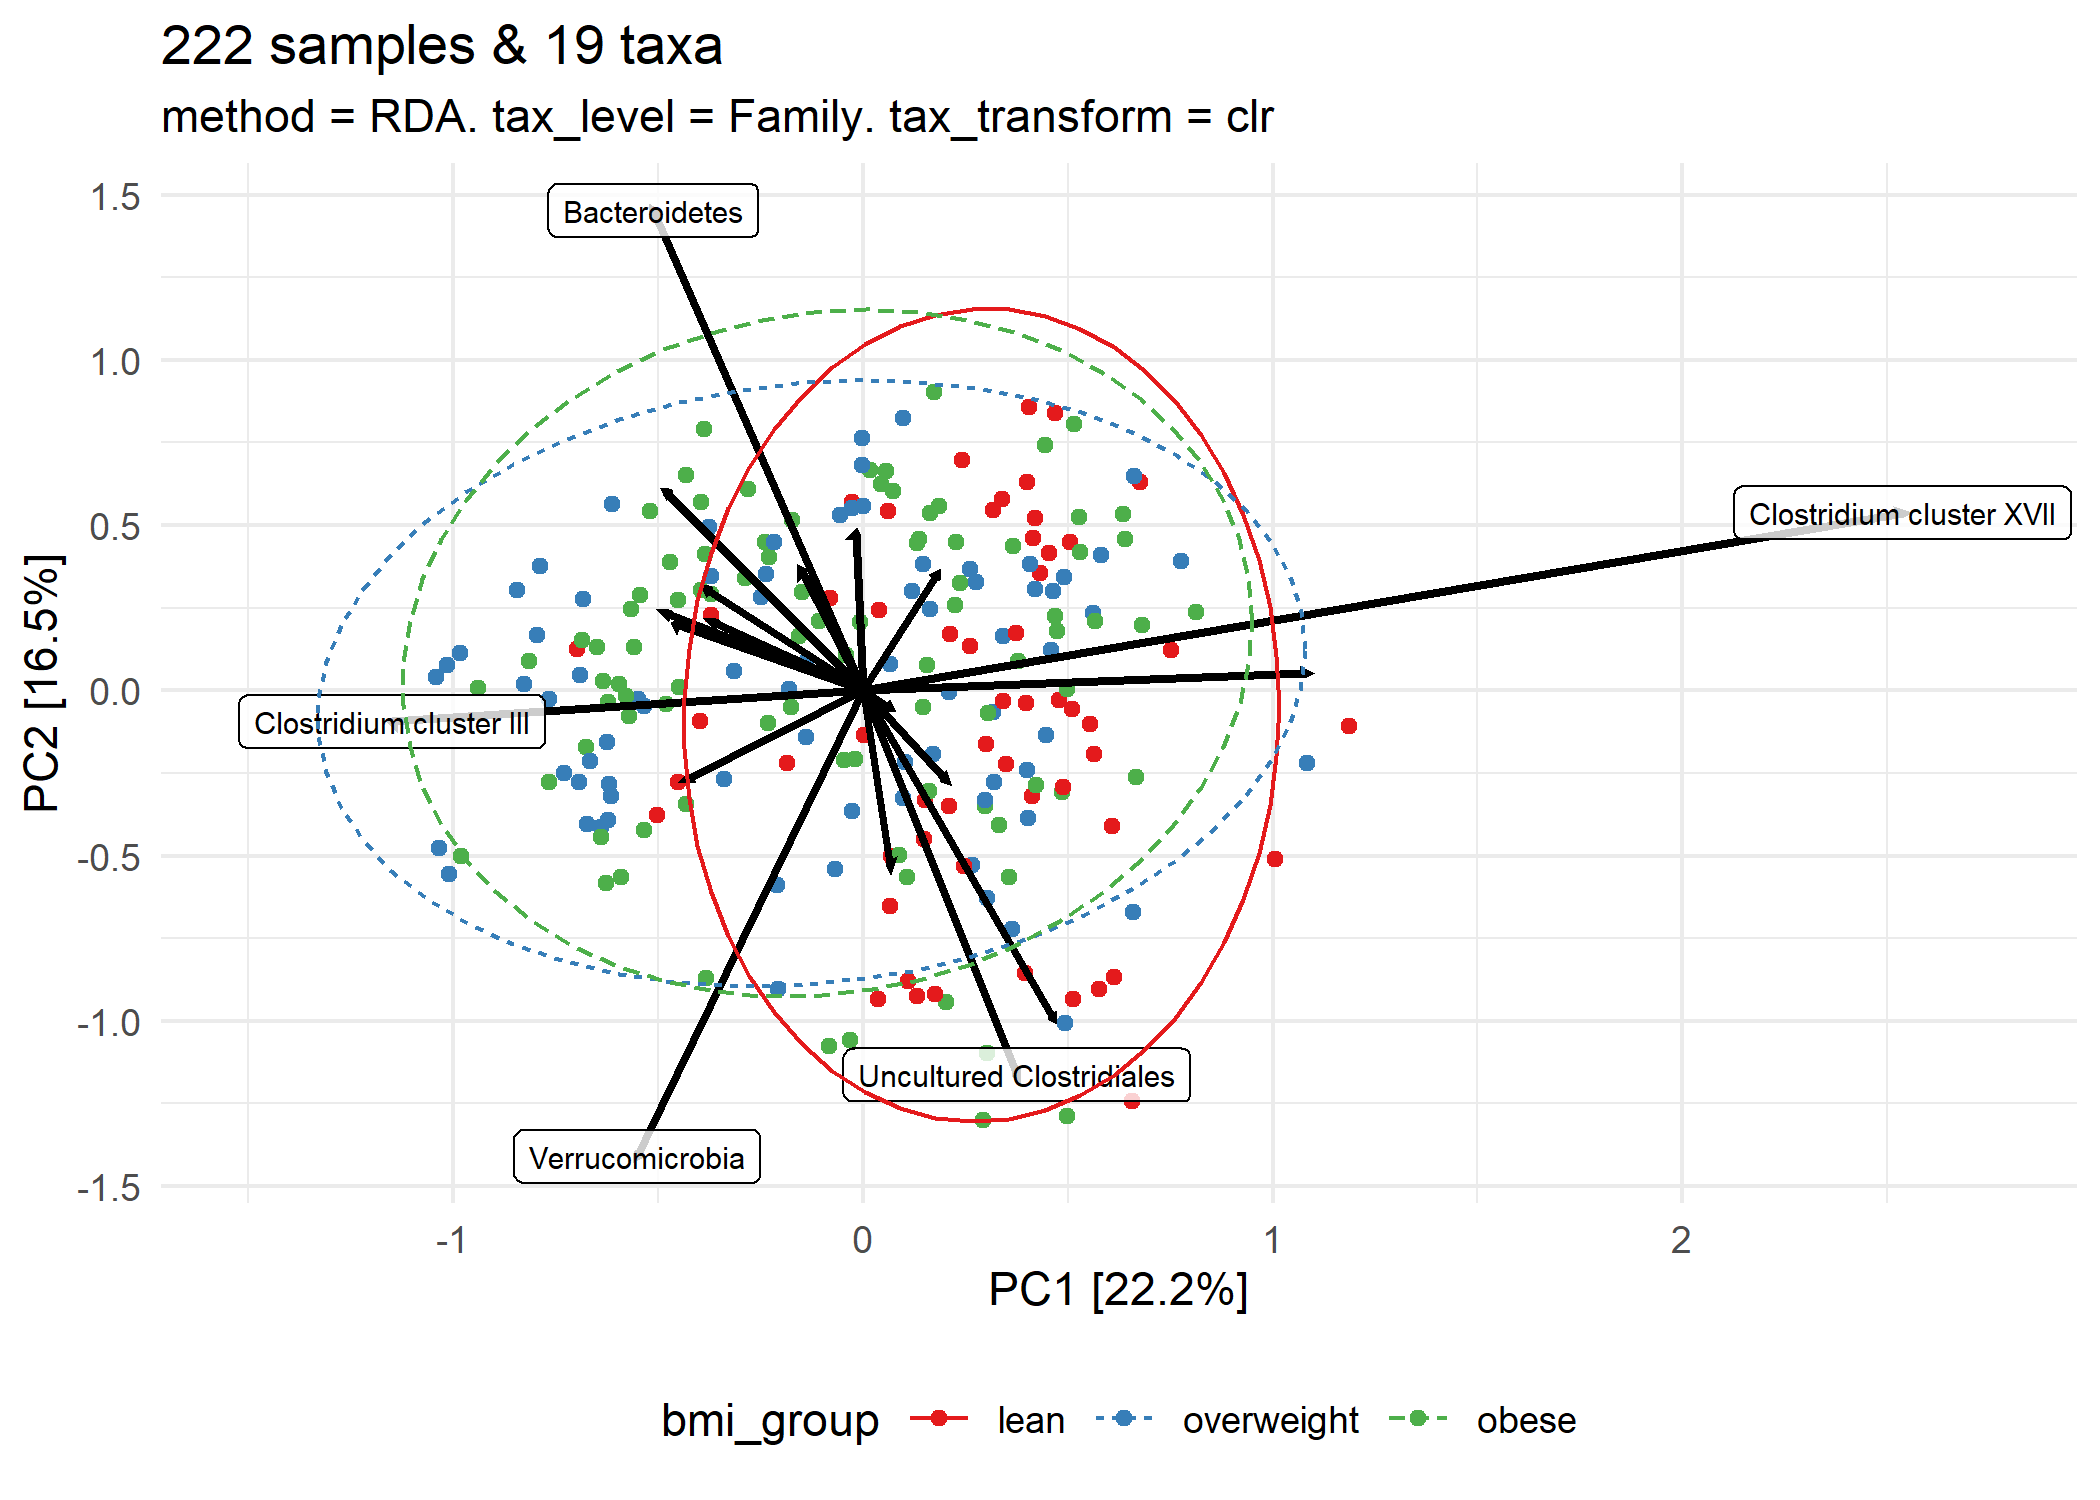 222 samples & 19 taxa
method = RDA. tax_level = Family. tax_transform = clr
Bacteroidetes
Clostridium cluster XVII
Clostridium cluster III
Uncultured Clostridiales
Verrucomicrobia
1.5
1.0
0.5
0.0
-0.5
-1.0
-1.5
PC2 [16.5%]
-1 0 1 2
PC1 [22.2%]
bmi_group lean overweight obese